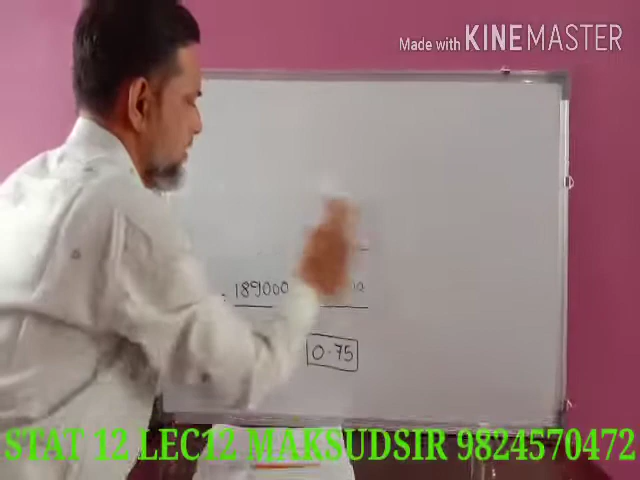 Made with KINEMASTER
= 189000
0.75
STAT 12 LEC12 MAKSUDSIR 9824570472